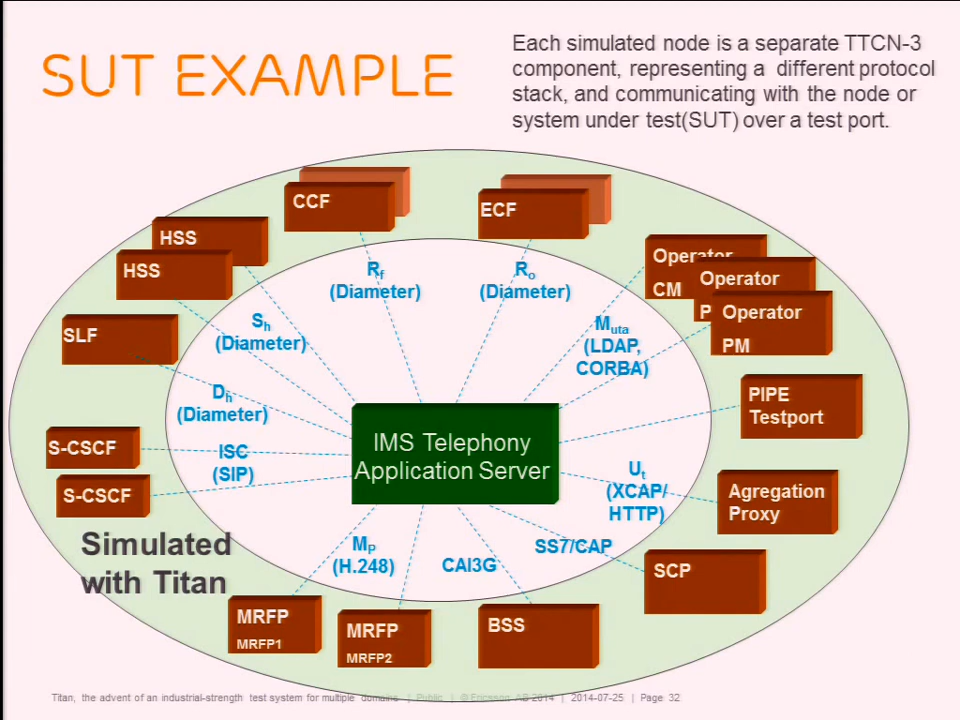 SUT EXAMPLE
Each simulated node is a separate TTCN-3
component, representing a different protocol
stack, and communicating with the node or
system under test(SUT) over a test port.
CCF
ECF
HSS
HSS
SLF
S-CSCF
S-CSCF
Operator
CM
Operator
P
Operator
PM
PIPE
Testport
Agregation
Proxy
SCP
BSS
MRFP
MRFP2
MRFP
MRFP1
Rf
(Diameter)
Ro
(Diameter)
Sh
(Diameter)
Dh
(Diameter)
ISC
(SIP)
Muta
(LDAP,
CORBA)
Ut
(XCAP/
HTTP)
SS7/CAP
CAI3G
MP
(H.248)
IMS Telephony
Application Server
Simulated
with Titan
Titan, the advent of an industrial-strength test system for multiple domains | Public | © Ericsson AB 2014 | 2014-07-25 | Page 32